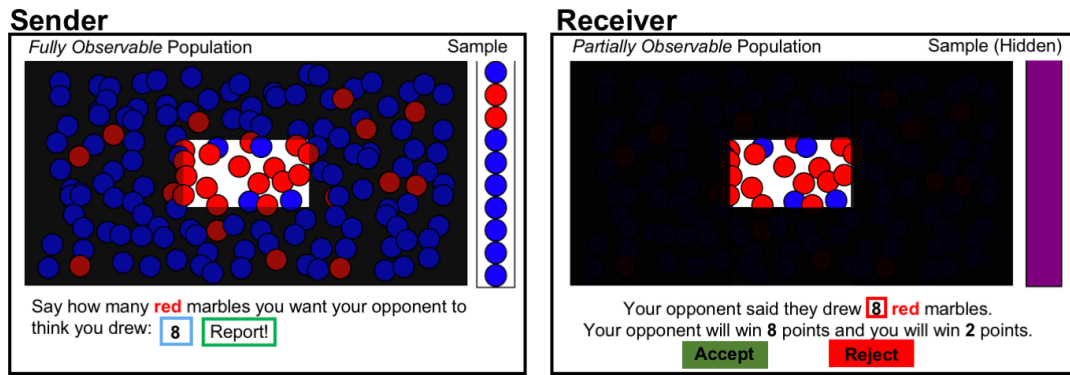 Sender
Fully Observable Population
Sample
Say how many red marbles you want your opponent to
think you drew: 8 Report!
Receiver
Partially Observable Population
Sample (Hidden)
Your opponent said they drew 8 red marbles.
Your opponent will win 8 points and you will win 2 points.
Accept
Reject